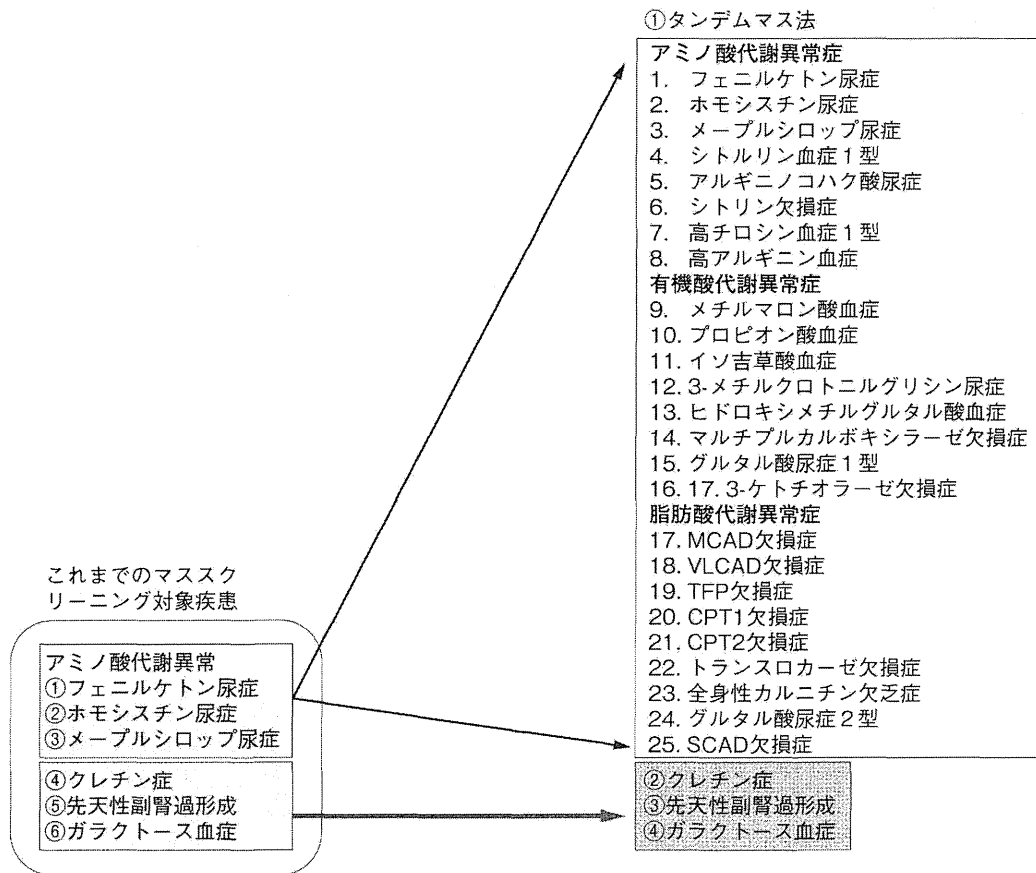 ①タンデムマス法
アミノ酸代謝異常症
1. フェニルケトン尿症
2. ホモシスチン尿症
3. メープルシロップ尿症
4. シトルリン血症1型
5. アルギニノコハク酸尿症
6. シトリン欠損症
7. 高チロシン血症1型
8. 高アルギニン血症
有機酸代謝異常症
9. メチルマロン酸血症
10. プロピオン酸血症
11. イソ吉草酸血症
12. 3-メチルクロトニルグリシン尿症
13. ヒドロキシメチルグルタル酸血症
14. マルチプルカルボキシラーゼ欠損症
15. グルタル酸尿症1型
16. 17. 3-ケトチオラーゼ欠損症
脂肪酸代謝異常症
17. MCAD欠損症
18. VLCAD欠損症
19. TFP欠損症
20. CPT1欠損症
21. CPT2欠損症
22. トランスロカーゼ欠損症
23. 全身性カルニチン欠乏症
24. グルタル酸尿症2型
25. SCAD欠損症
②クレチン症
③先天性副腎過形成
④ガラクトース血症
これまでのマススク
リーニング対象疾患
アミノ酸代謝異常
①フェニルケトン尿症
②ホモシスチン尿症
③メープルシロップ尿症
④クレチン症
⑤先天性副腎過形成
⑥ガラクトース血症